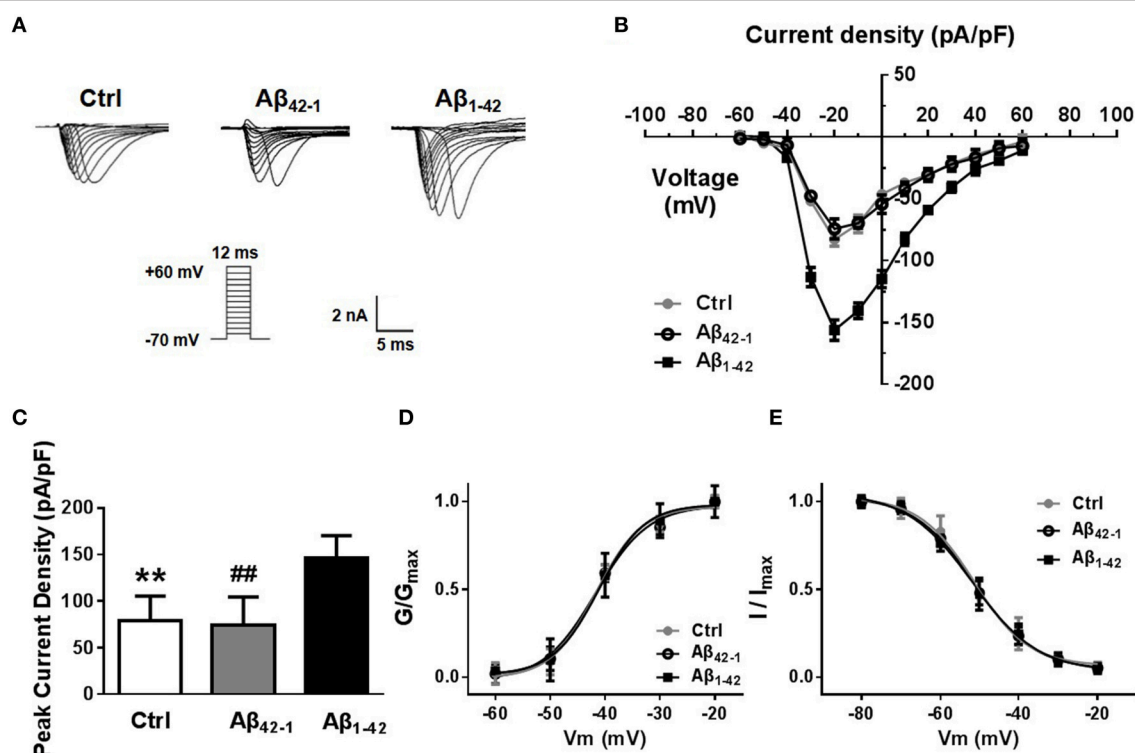 A
Ctrl
Aβ42-1
Aβ1-42
12 ms
+60 mV
-70 mV
2 nA
5 ms
B
Current density (pA/pF)
50
-100 -80 -60 -40 -20 20 40 60 80 100
Voltage
(mV)
-50
-100
-150
-200
Ctrl
Aβ42-1
Aβ1-42
C
Peak Current Density (pA/pF)
200
150
100
50
0
**
##
Ctrl
Aβ42-1
Aβ1-42
D
G/Gmax
1.0
0.5
0.0
Ctrl
Aβ42-1
Aβ1-42
-60 -50 -40 -30 -20
Vm (mV)
E
I / Imax
1.0
0.5
0.0
Ctrl
Aβ42-1
Aβ1-42
-80 -60 -40 -20
Vm (mV)